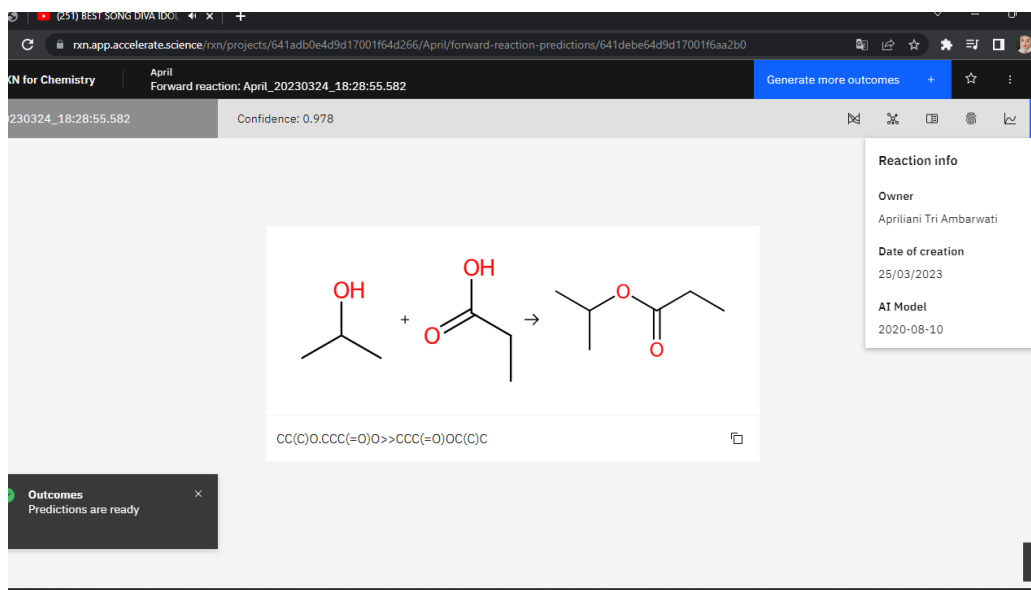 (251) BEST SONG DIVA IDOL
rxn.app.accelerate.science/rxn/projects/641adb0e4d9d17001f64d266/April/forward-reaction-predictions/641debe64d9d17001f6aa2b0
XN for Chemistry
April
Forward reaction: April_20230324_18:28:55.582
Generate more outcomes +
0230324_18:28:55.582
Confidence: 0.978
Reaction info
Owner
Apriliani Tri Ambarwati
Date of creation
25/03/2023
AI Model
2020-08-10
OH
+
O
OH
→
O
O
CC(C)O.CCC(=O)O>>CCC(=O)OC(C)C
Outcomes
Predictions are ready